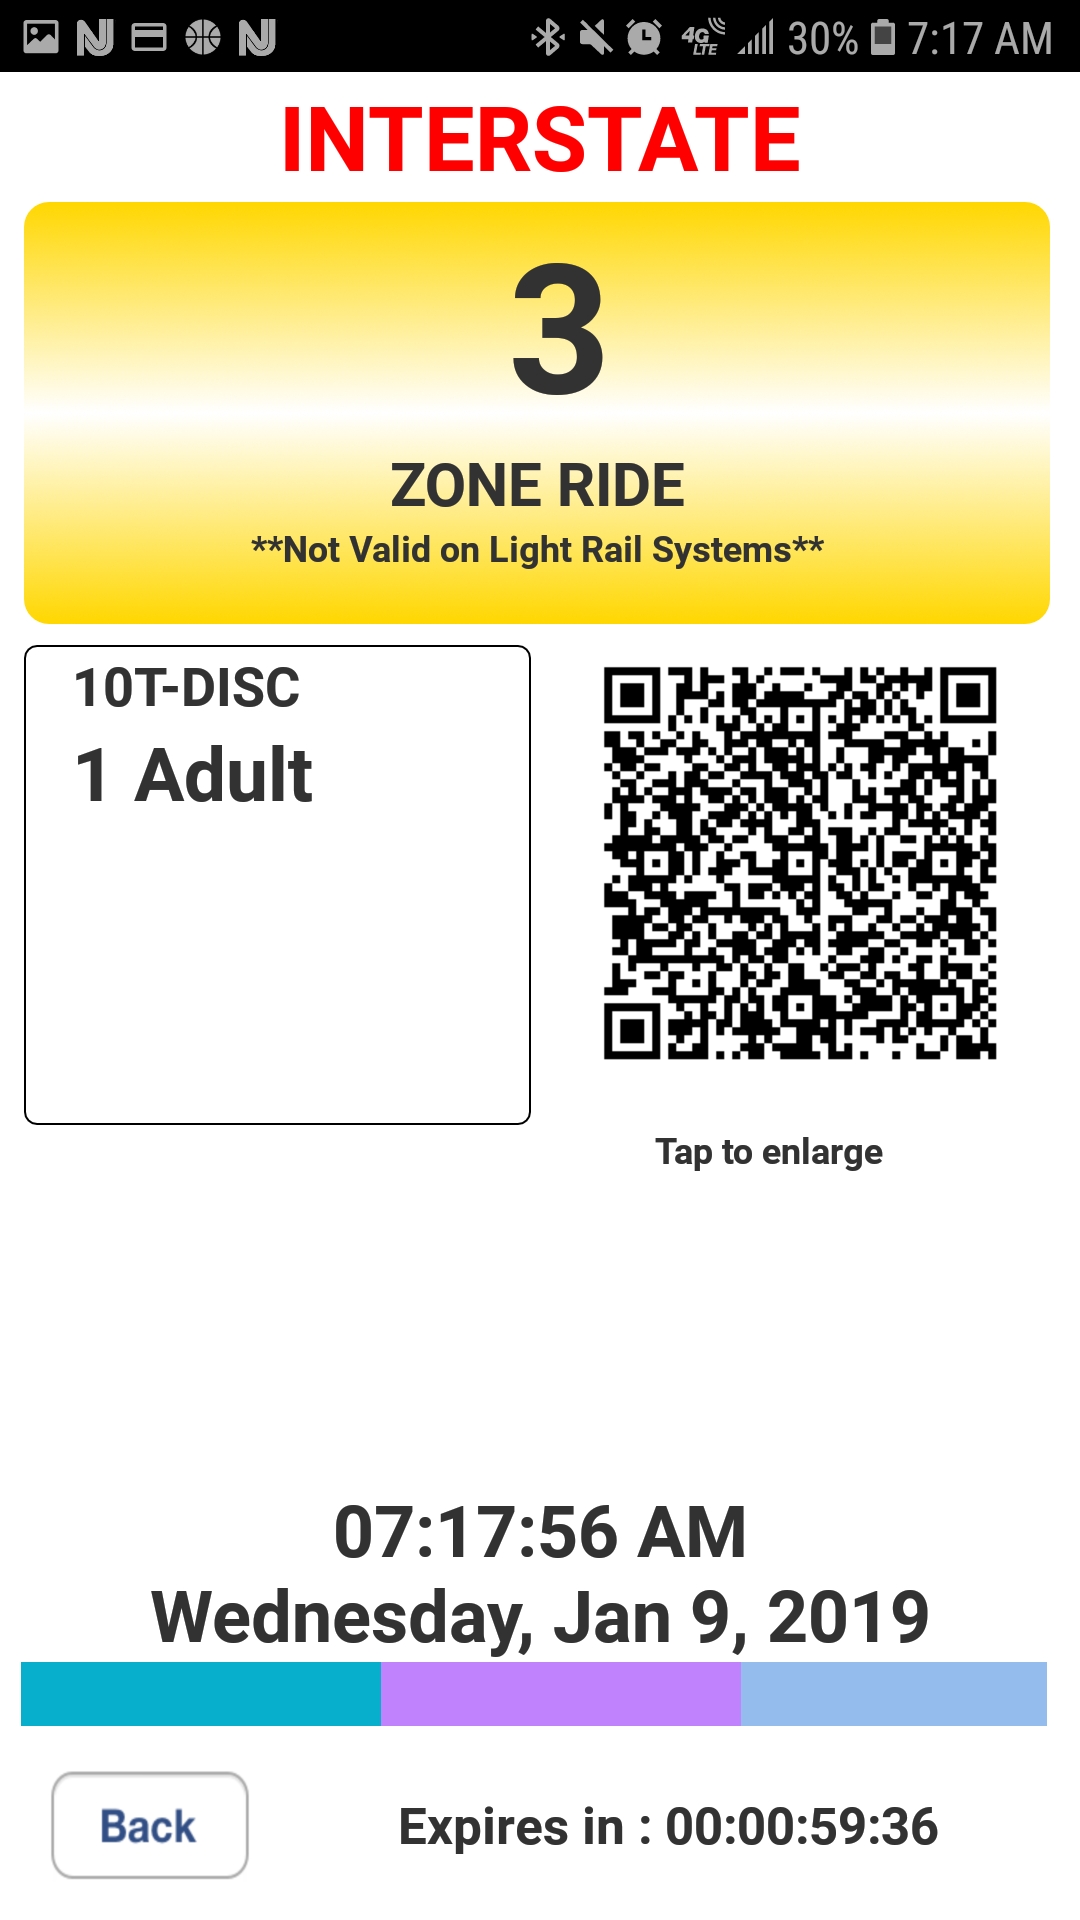 4G LTE 30% 7:17 AM
INTERSTATE
3
ZONE RIDE
**Not Valid on Light Rail Systems**
10T-DISC
1 Adult
Tap to enlarge
07:17:56 AM
Wednesday, Jan 9, 2019
Back
Expires in : 00:00:59:36